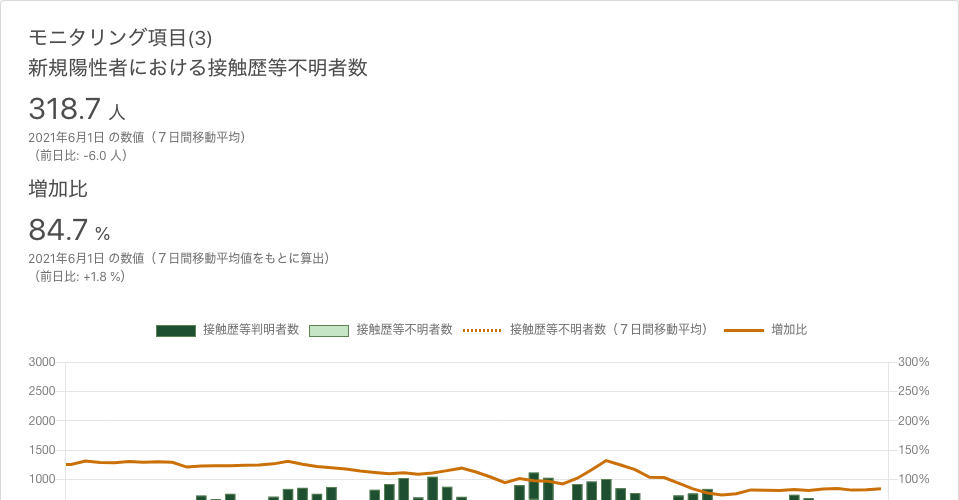 モニタリング項目(3)
新規陽性者における接触歴等不明者数
318.7 人
2021年6月1日 の数値（７日間移動平均）
（前日比: -6.0 人）
増加比
84.7 %
2021年6月1日 の数値（７日間移動平均値をもとに算出）
（前日比: +1.8 %）
接触歴等判明者数 接触歴等不明者数 接触歴等不明者数（７日間移動平均） 増加比
3000 300%
2500 250%
2000 200%
1500 150%
1000 100%